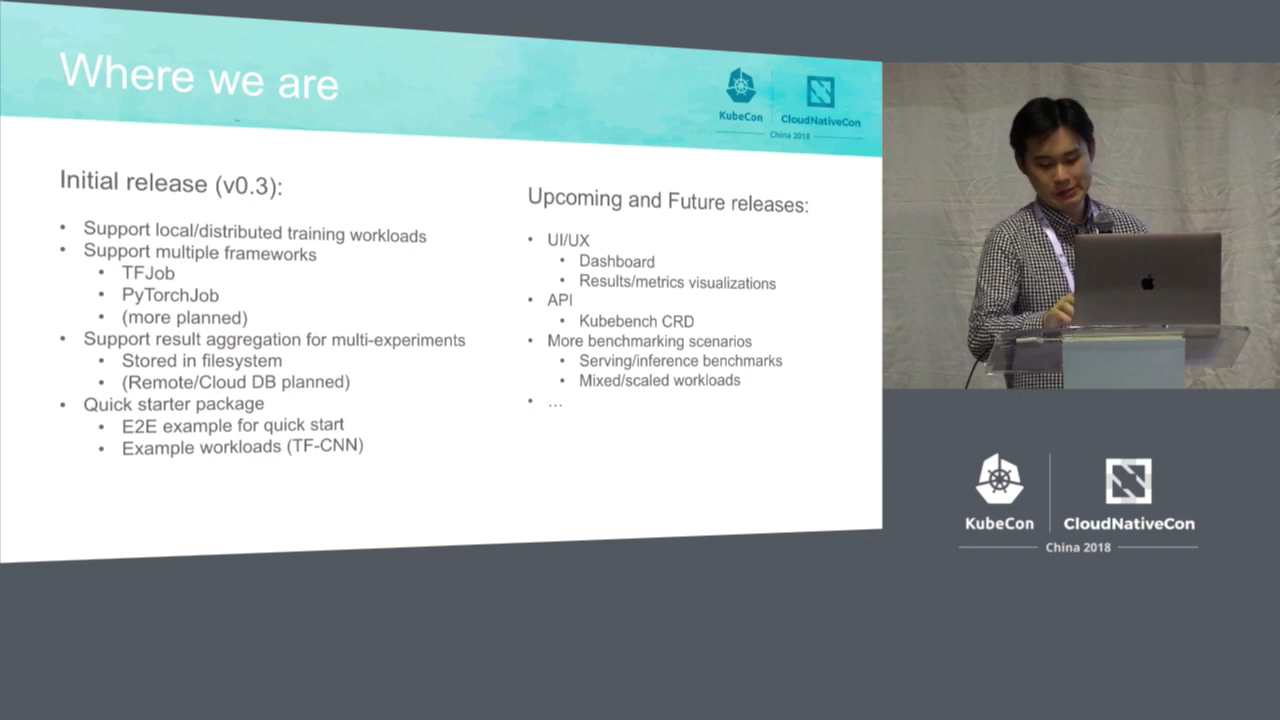 Where we are
KubeCon
CloudNativeCon
China 2018
Initial release (v0.3):
• Support local/distributed training workloads
• Support multiple frameworks
• TFJob
• PyTorchJob
• (more planned)
• Support result aggregation for multi-experiments
• Stored in filesystem
• (Remote/Cloud DB planned)
• Quick starter package
• E2E example for quick start
• Example workloads (TF-CNN)
Upcoming and Future releases:
• UI/UX
• Dashboard
• Results/metrics visualizations
• API
• Kubebench CRD
• More benchmarking scenarios
• Serving/inference benchmarks
• Mixed/scaled workloads
• ...
KubeCon
CloudNativeCon
China 2018